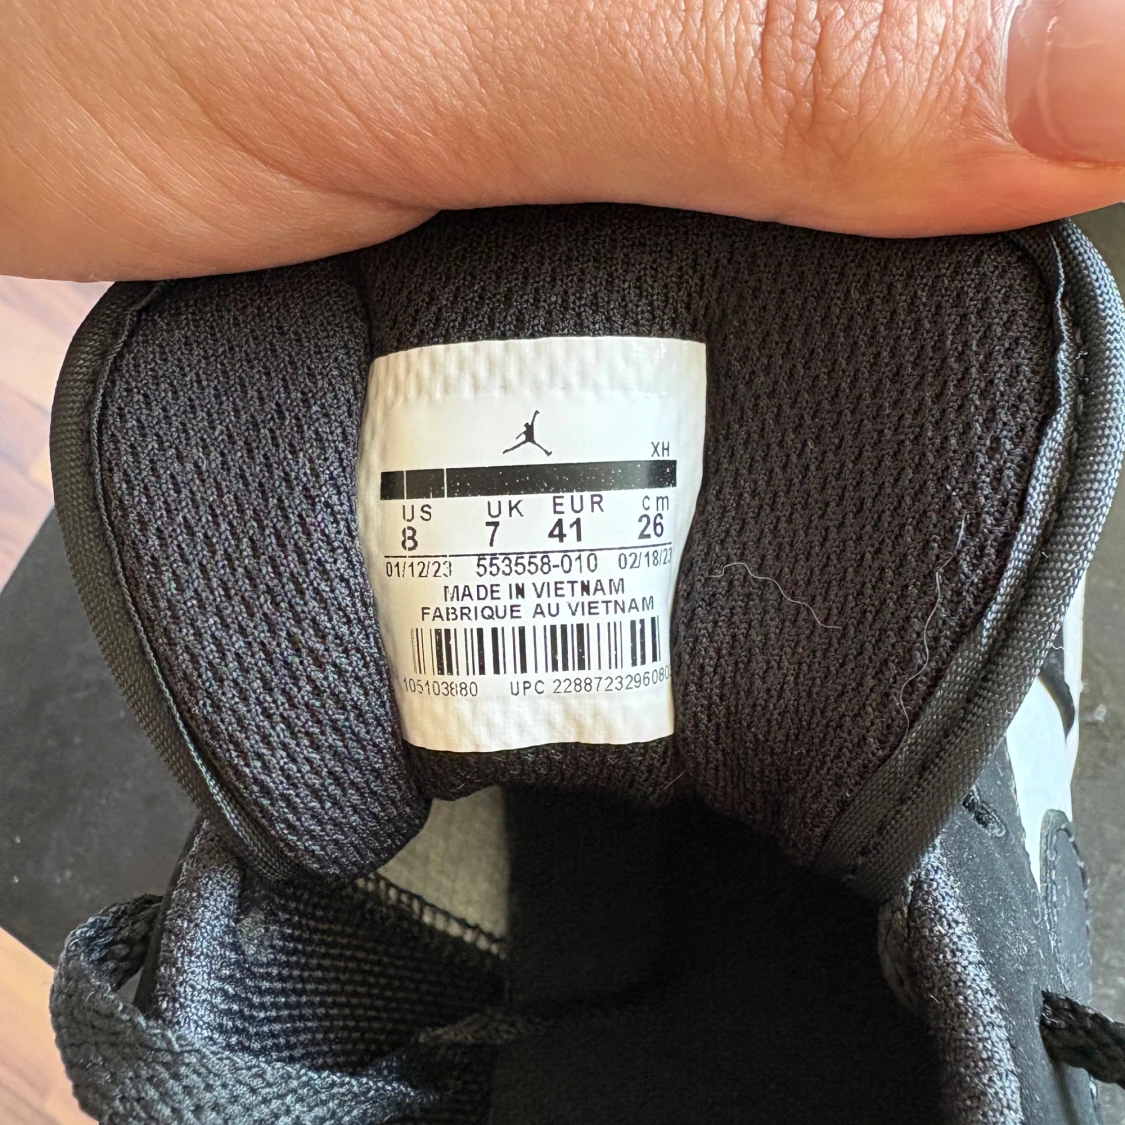 XH
US UK EUR cm
8 7 41 26
01/12/23 553558-010 02/18/23
MADE IN VIETNAM
FABRIQUE AU VIETNAM
105103880 UPC 2288723296080